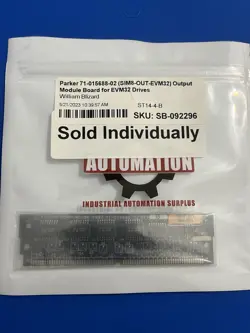 Parker 71-015688-02 (SIM8-OUT-EVM32) Output
Module Board for EVM32 Drives
William Blizard
5/21/2023 10:39:57 AM
ST14-4-B
SKU: SB-092296
Sold Individually
AUTOMATION
INDUSTRIAL AUTOMATION SURPLUS